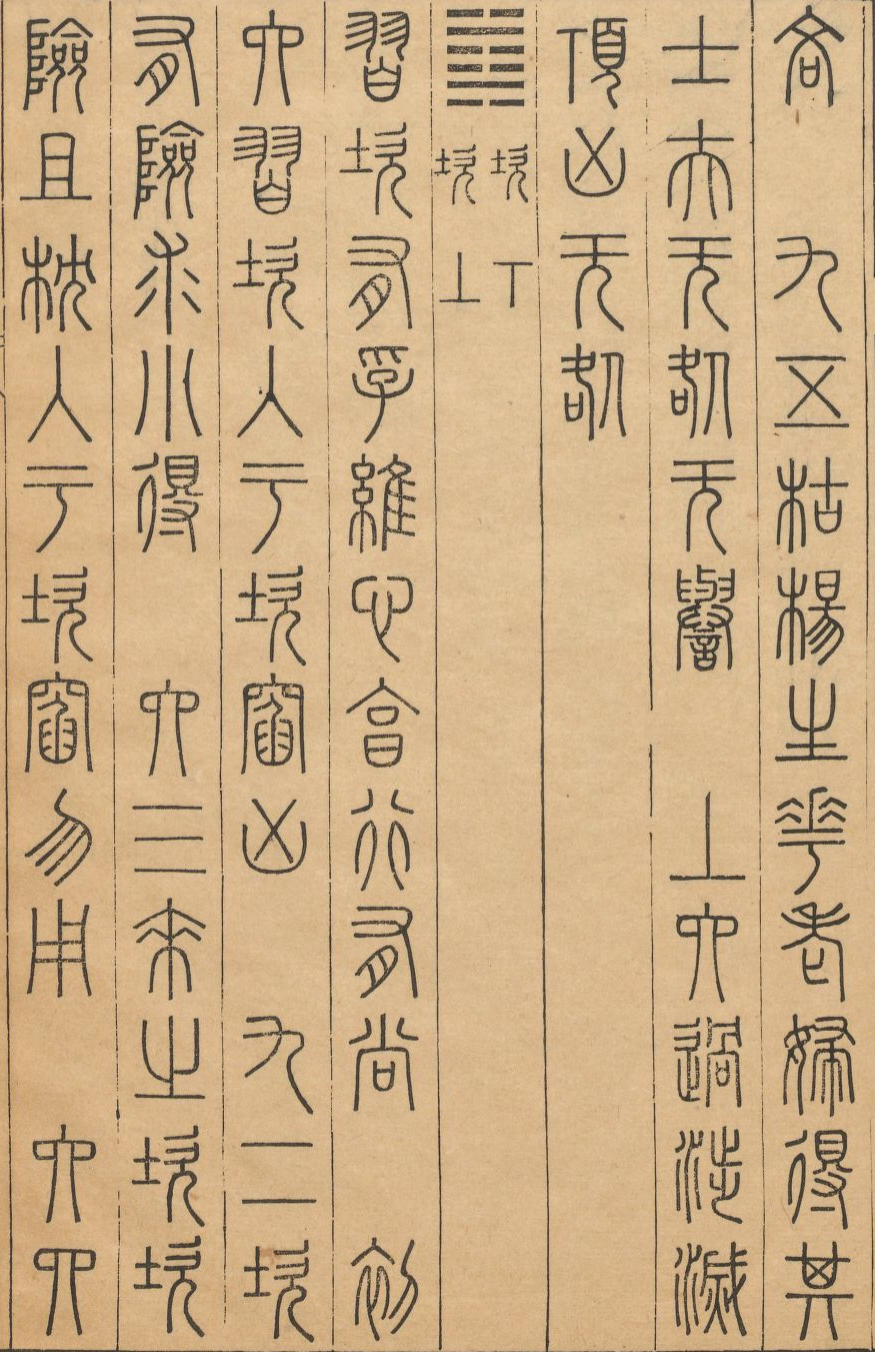 吝 九五枯楊生華老婦得其
士夫无咎无譽 上六過涉滅
頂凶无咎
䷜ 坎下坎上
習坎有孚維心亨行有尚 初
六習坎入于坎窞凶 九二坎
有險求小得 六三來之坎坎
險且枕入于坎窞勿用 六四